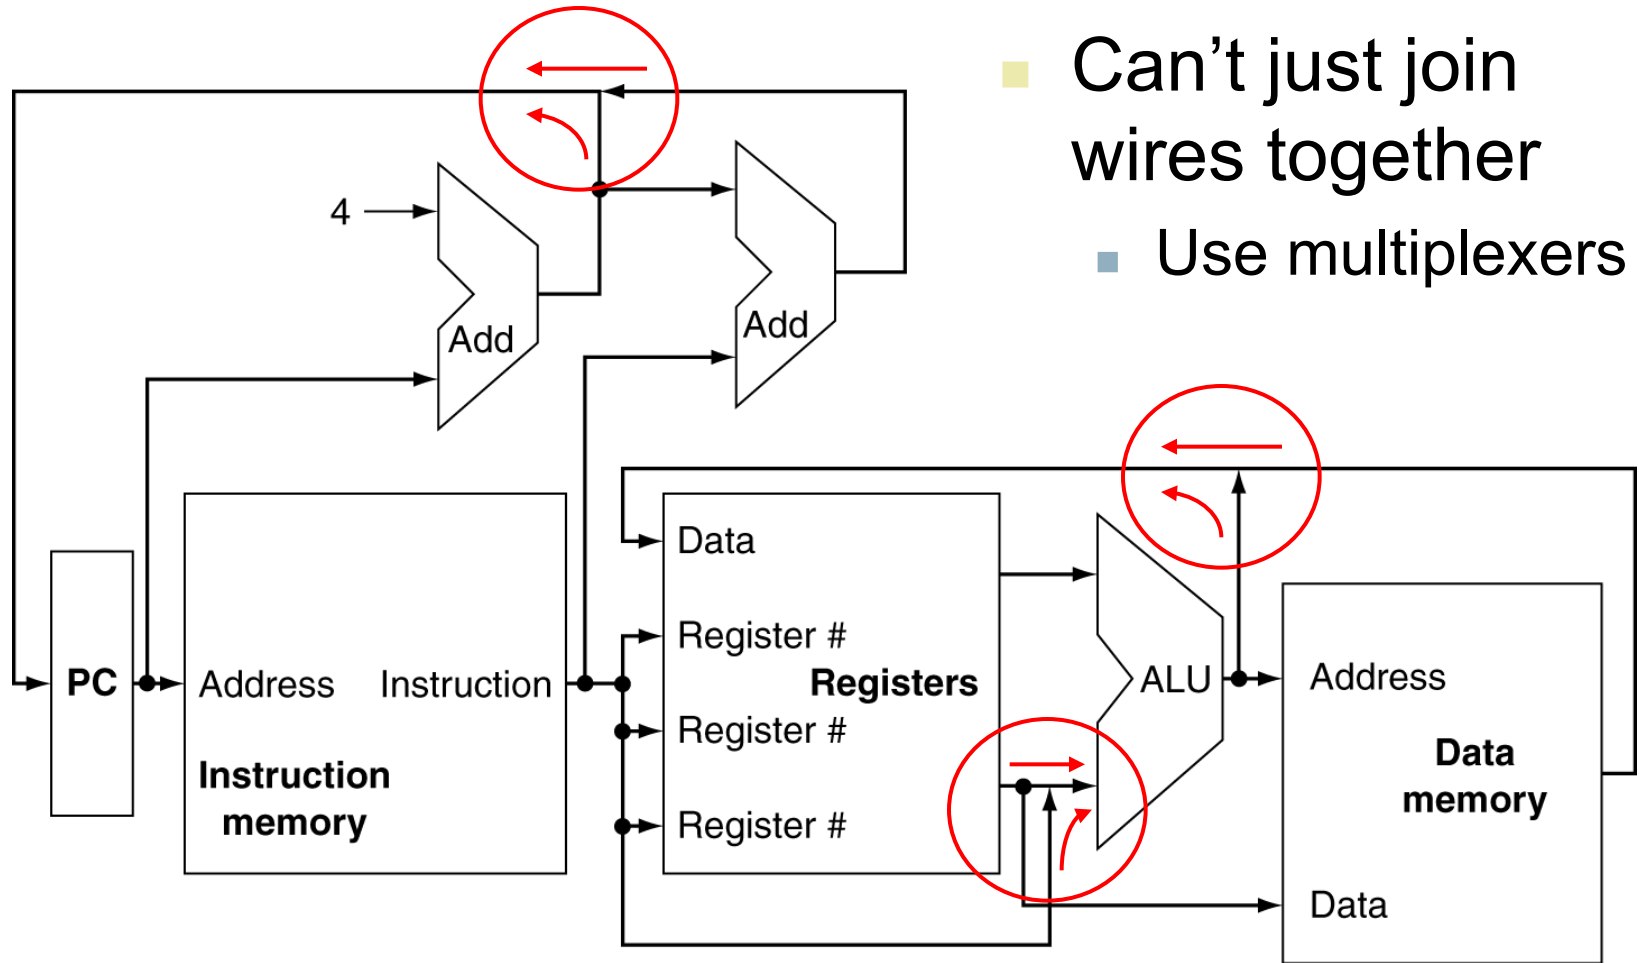 Can’t just join
wires together
Use multiplexers
4
Add
Add
Data
Register #
Register #
Register #
Registers
PC
Address
Instruction
Instruction
memory
ALU
Address
Data
memory
Data